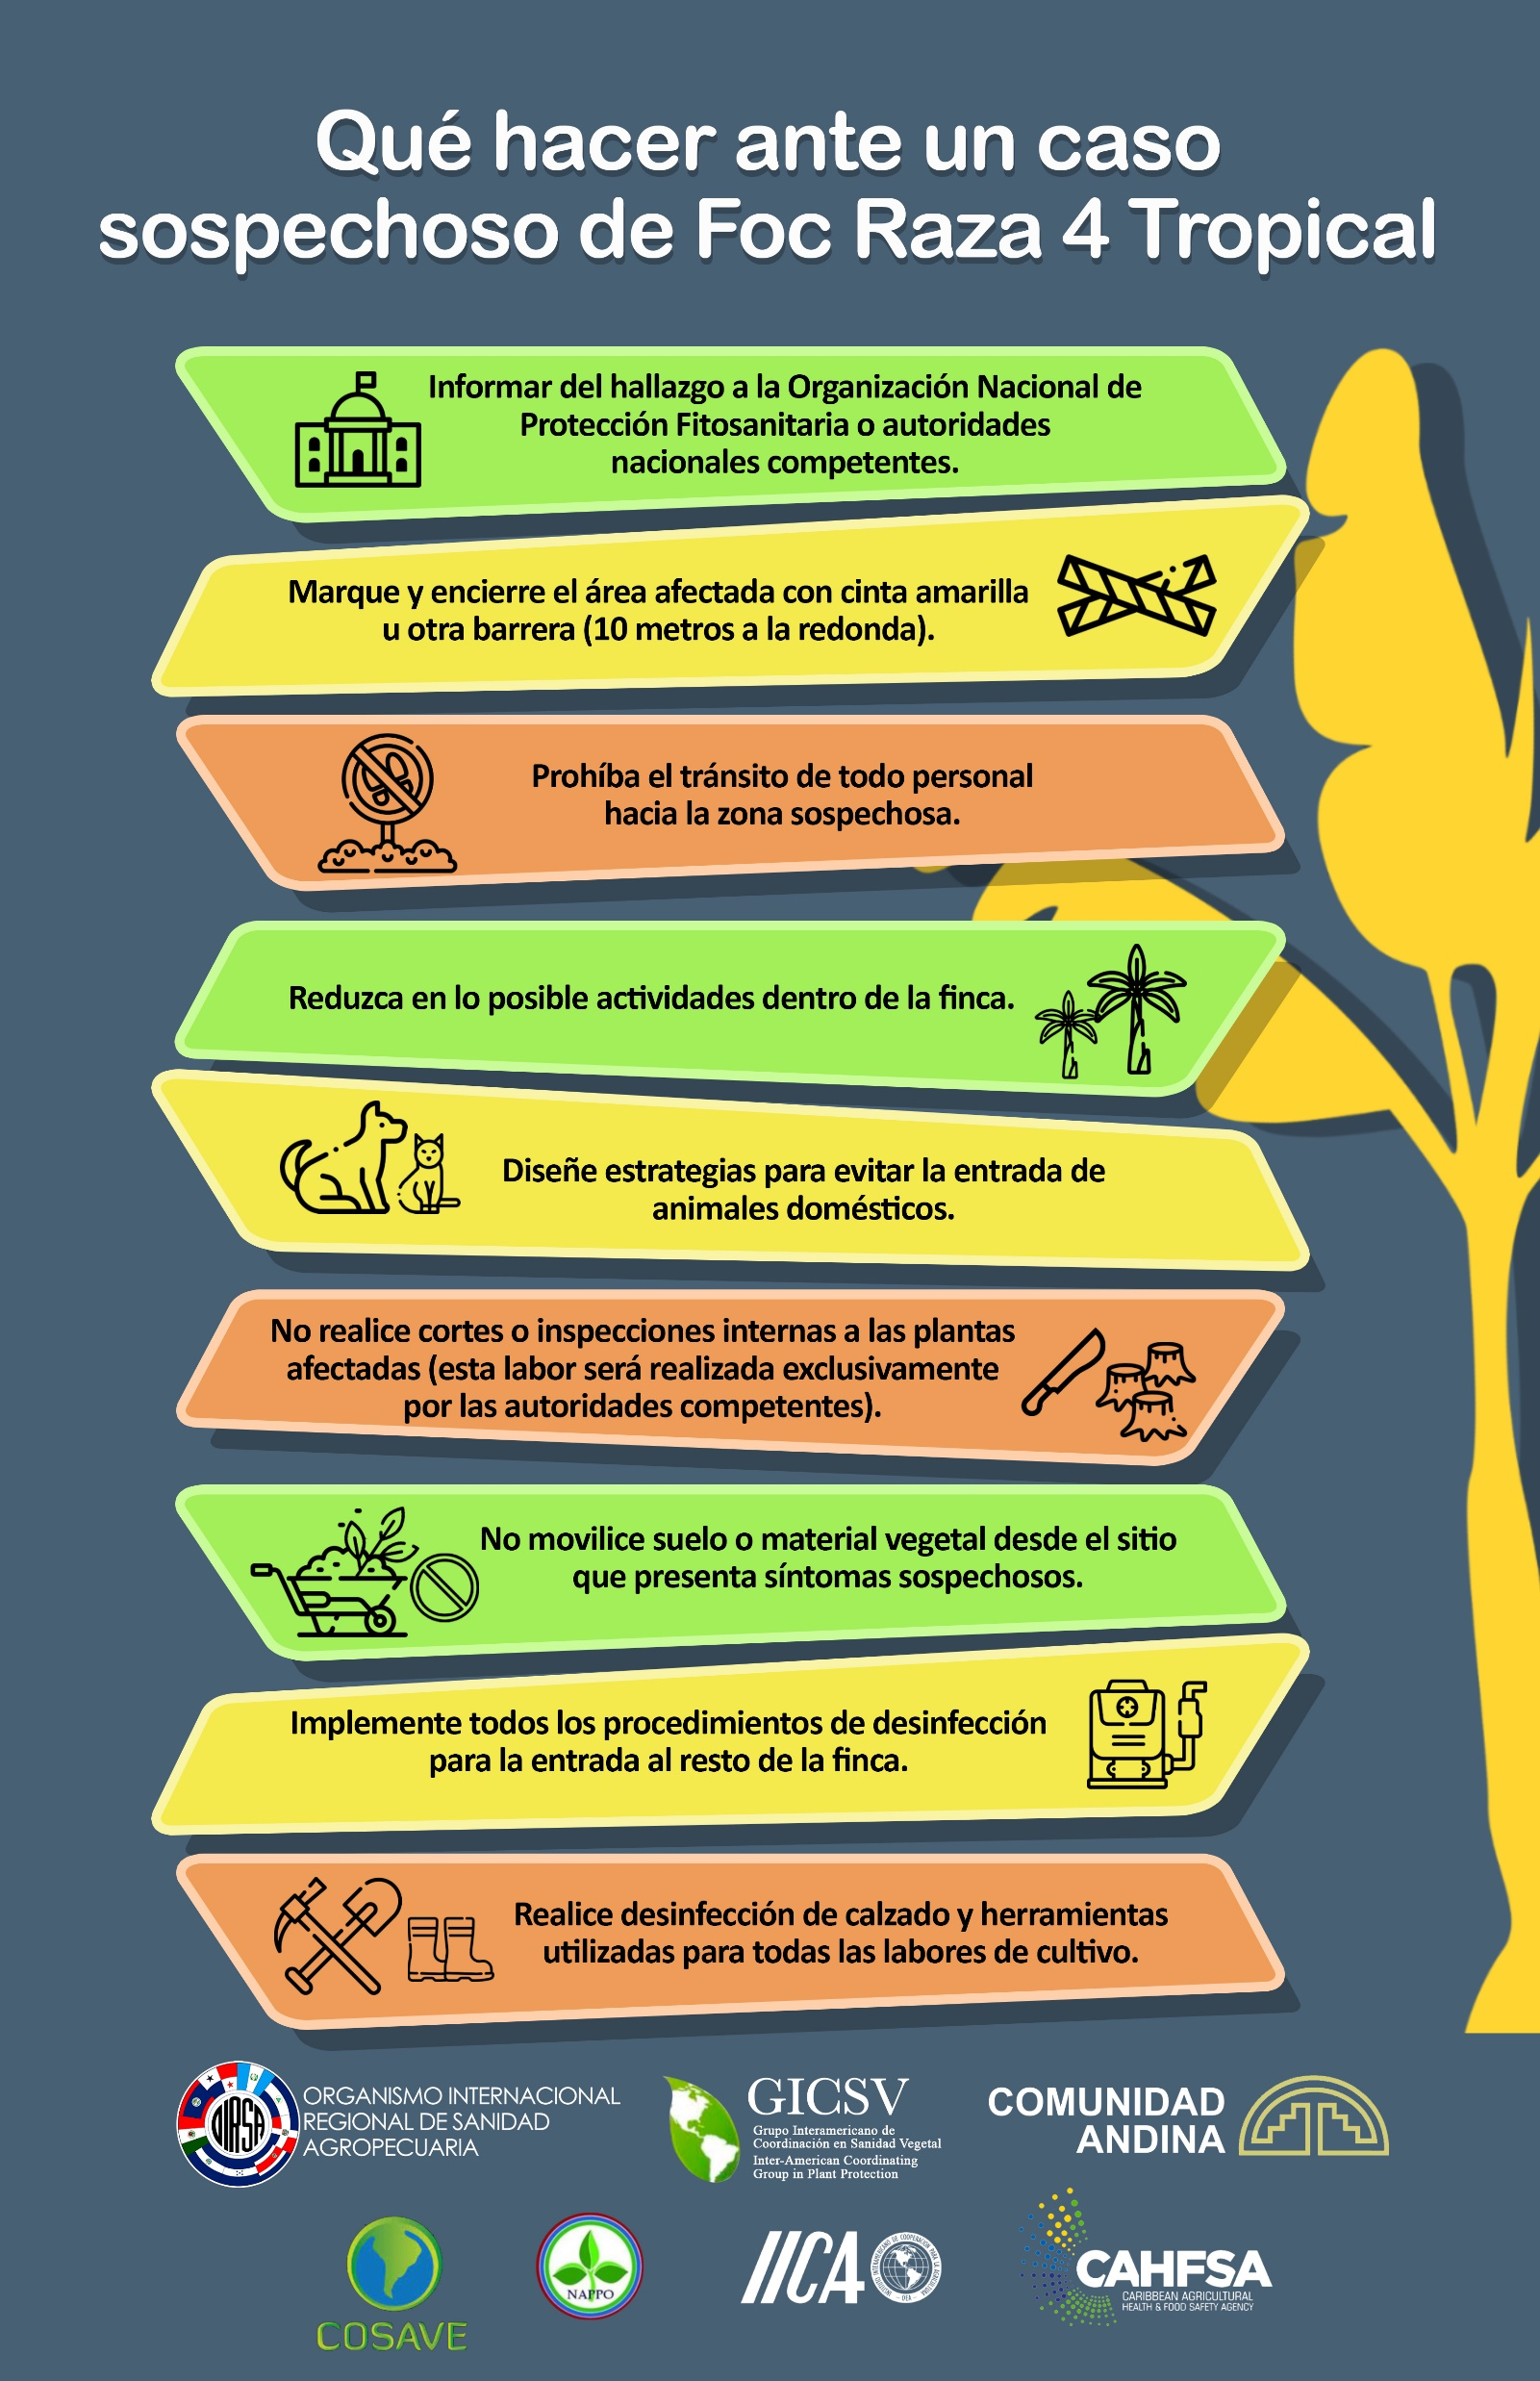 Qué hacer ante un caso
sospechoso de Foc Raza 4 Tropical
Informar del hallazgo a la Organización Nacional de
Protección Fitosanitaria o autoridades
nacionales competentes.
Marque y encierre el área afectada con cinta amarilla
u otra barrera (10 metros a la redonda).
Prohíba el tránsito de todo personal
hacia la zona sospechosa.
Reduzca en lo posible actividades dentro de la finca.
Diseñe estrategias para evitar la entrada de
animales domésticos.
No realice cortes o inspecciones internas a las plantas
afectadas (esta labor será realizada exclusivamente
por las autoridades competentes).
No movilice suelo o material vegetal desde el sitio
que presenta síntomas sospechosos.
Implemente todos los procedimientos de desinfección
para la entrada al resto de la finca.
Realice desinfección de calzado y herramientas
utilizadas para todas las labores de cultivo.
OIRSA
ORGANISMO INTERNACIONAL
REGIONAL DE SANIDAD
AGROPECUARIA
GICSV
Grupo Interamericano de
Coordinación en Sanidad Vegetal
Inter-American Coordinating
Group in Plant Protection
COMUNIDAD
ANDINA
COSAVE
NAPPO
IICA
INSTITUTO INTERAMERICANO DE COOPERACIÓN PARA LA AGRICULTURA
- OEA -
CAHFSA
CARIBBEAN AGRICULTURAL
HEALTH & FOOD SAFETY AGENCY